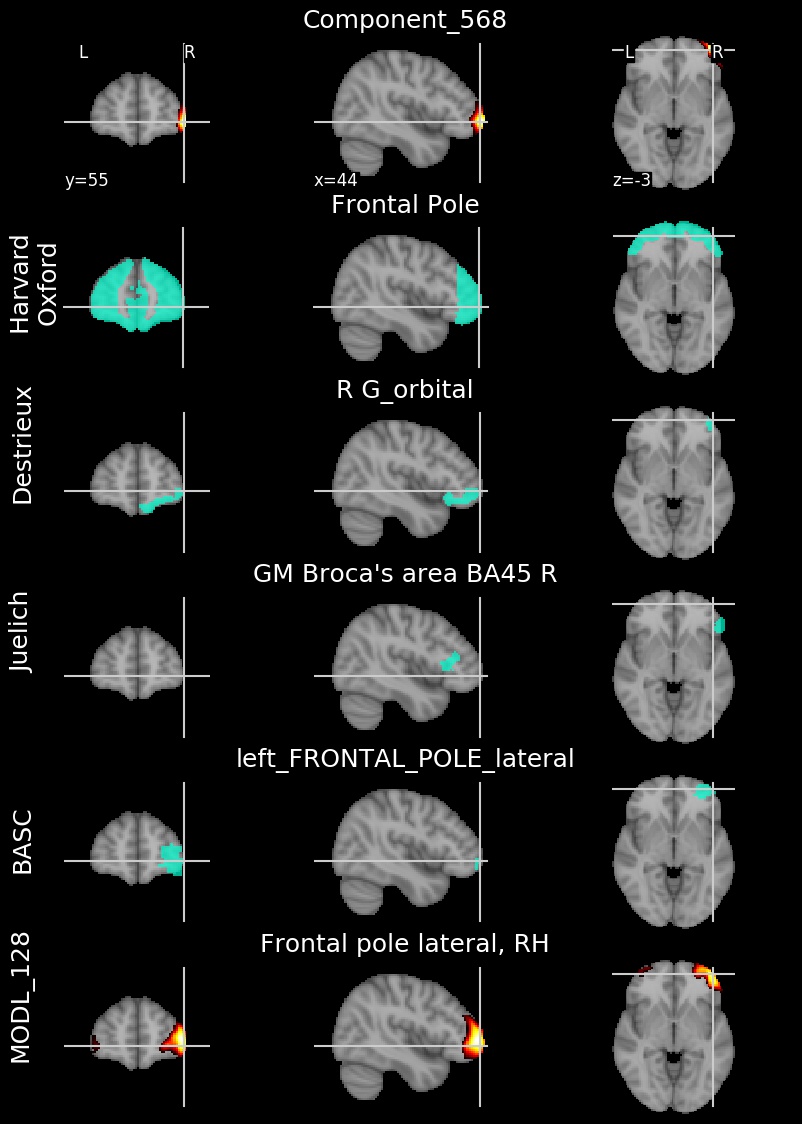 Component_568
L R
L R
y=55
x=44
z=-3
Frontal Pole
Harvard
Oxford
R G_orbital
Destrieux
GM Broca's area BA45 R
Juelich
left_FRONTAL_POLE_lateral
BASC
Frontal pole lateral, RH
MODL_128